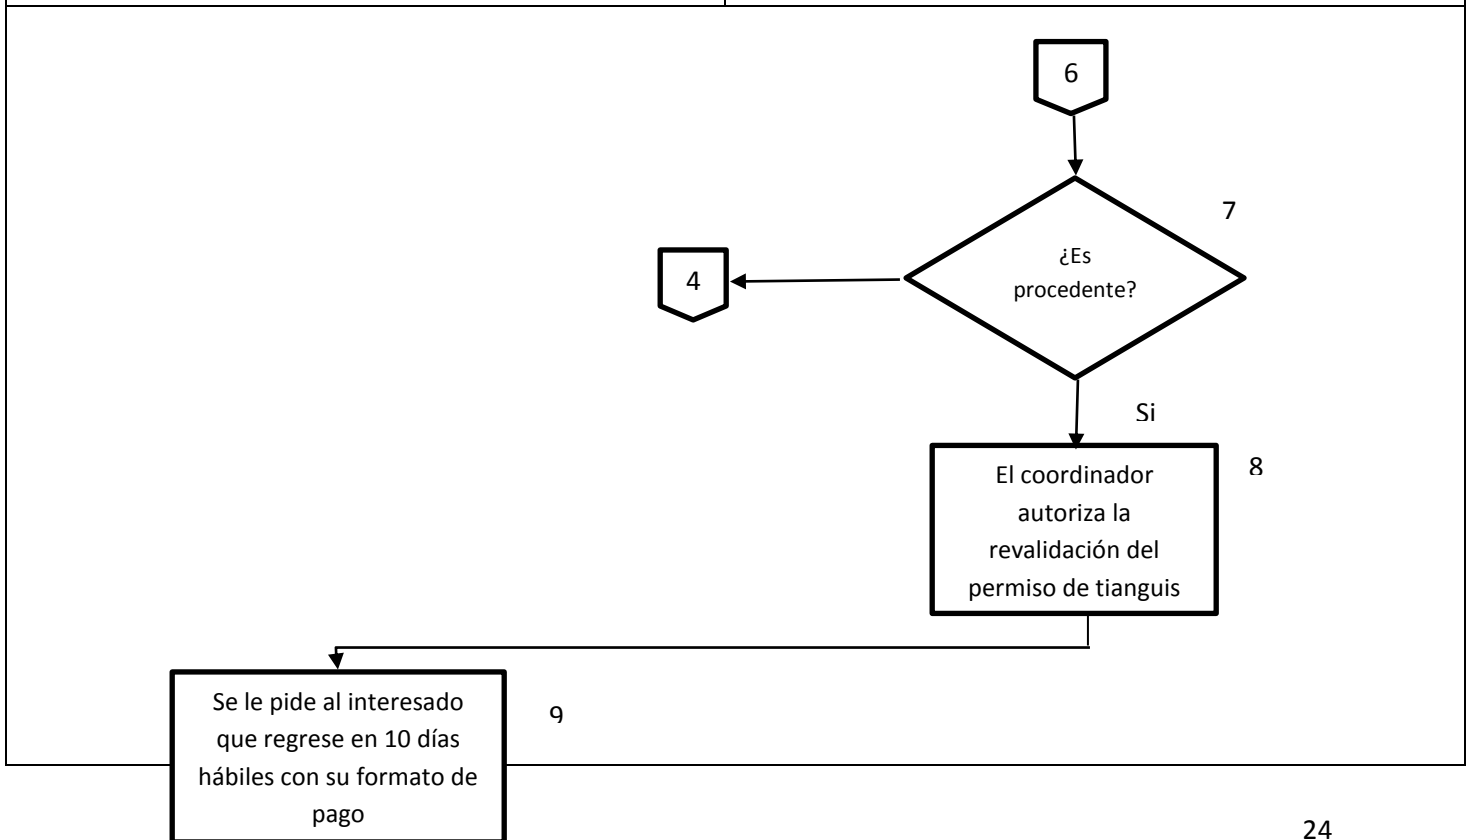 6
7
¿Es
procedente?
4
Si
8
El coordinador
autoriza la
revalidación del
permiso de tianguis
9
Se le pide al interesado
que regrese en 10 días
hábiles con su formato de
pago
24